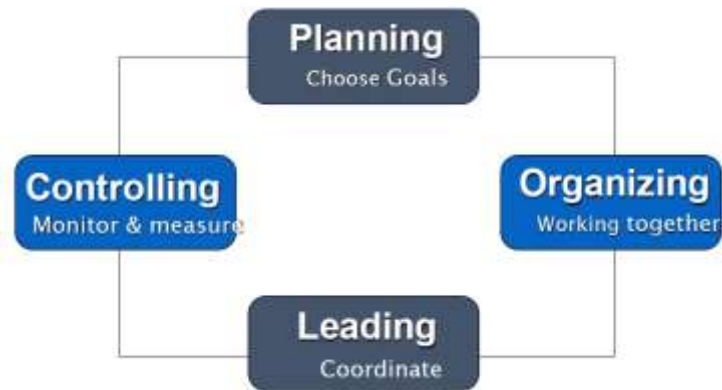 Planning
Choose Goals
Controlling
Monitor & measure
Organizing
Working together
Leading
Coordinate